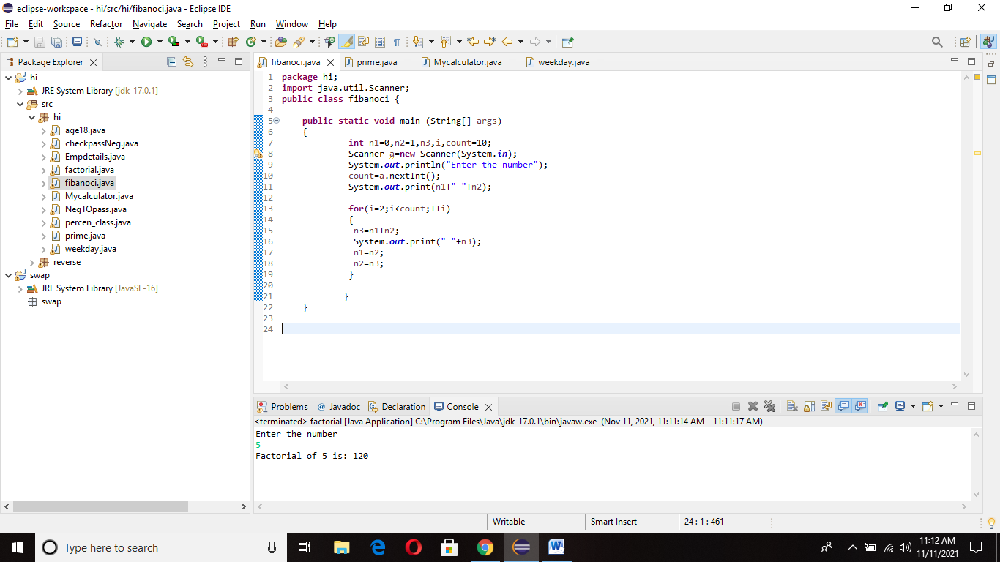 eclipse-workspace - hi/src/hi/fibanoci.java - Eclipse IDE
File Edit Source Refactor Navigate Search Project Run Window Help
Package Explorer
hi
JRE System Library [jdk-17.0.1]
src
hi
age18.java
checkpassNeg.java
Empdetails.java
factorial.java
fibanoci.java
Mycalculator.java
NegTOpass.java
percen_class.java
prime.java
weekday.java
reverse
swap
JRE System Library [JavaSE-16]
swap
fibanoci.java prime.java Mycalculator.java weekday.java
1 package hi;
2 import java.util.Scanner;
3 public class fibanoci {
4
5 public static void main (String[] args)
6 {
7 int n1=0,n2=1,n3,i,count=10;
8 Scanner a=new Scanner(System.in);
9 System.out.println("Enter the number");
10 count=a.nextInt();
11 System.out.print(n1+" "+n2);
12
13 for(i=2;i<count;++i)
14 {
15 n3=n1+n2;
16 System.out.print(" "+n3);
17 n1=n2;
18 n2=n3;
19 }
20
21 }
22 }
23
24
Problems @ Javadoc Declaration Console
<terminated> factorial [Java Application] C:\Program Files\Java\jdk-17.0.1\bin\javaw.exe (Nov 11, 2021, 11:11:14 AM – 11:11:17 AM)
Enter the number
5
Factorial of 5 is: 120
Writable Smart Insert 24 : 1 : 461
Type here to search
11:12 AM
11/11/2021